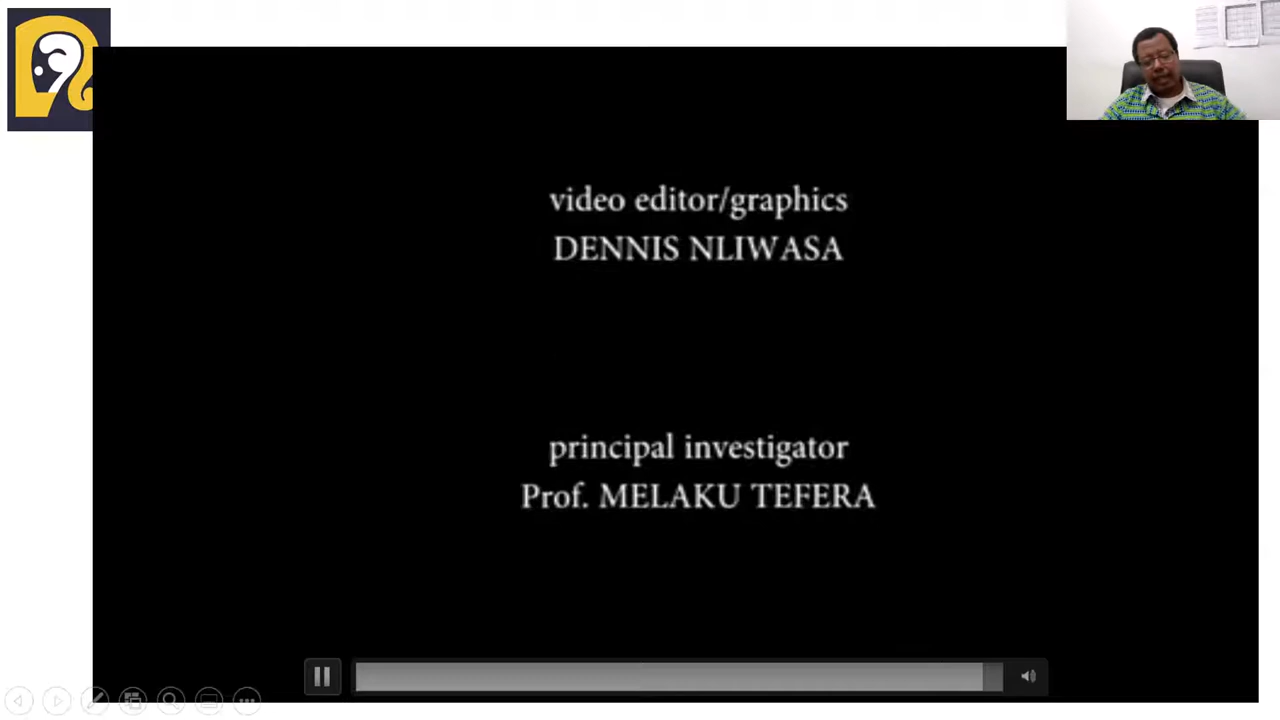 video editor/graphics
DENNIS NLIWASA
principal investigator
Prof. MELAKU TEFERA